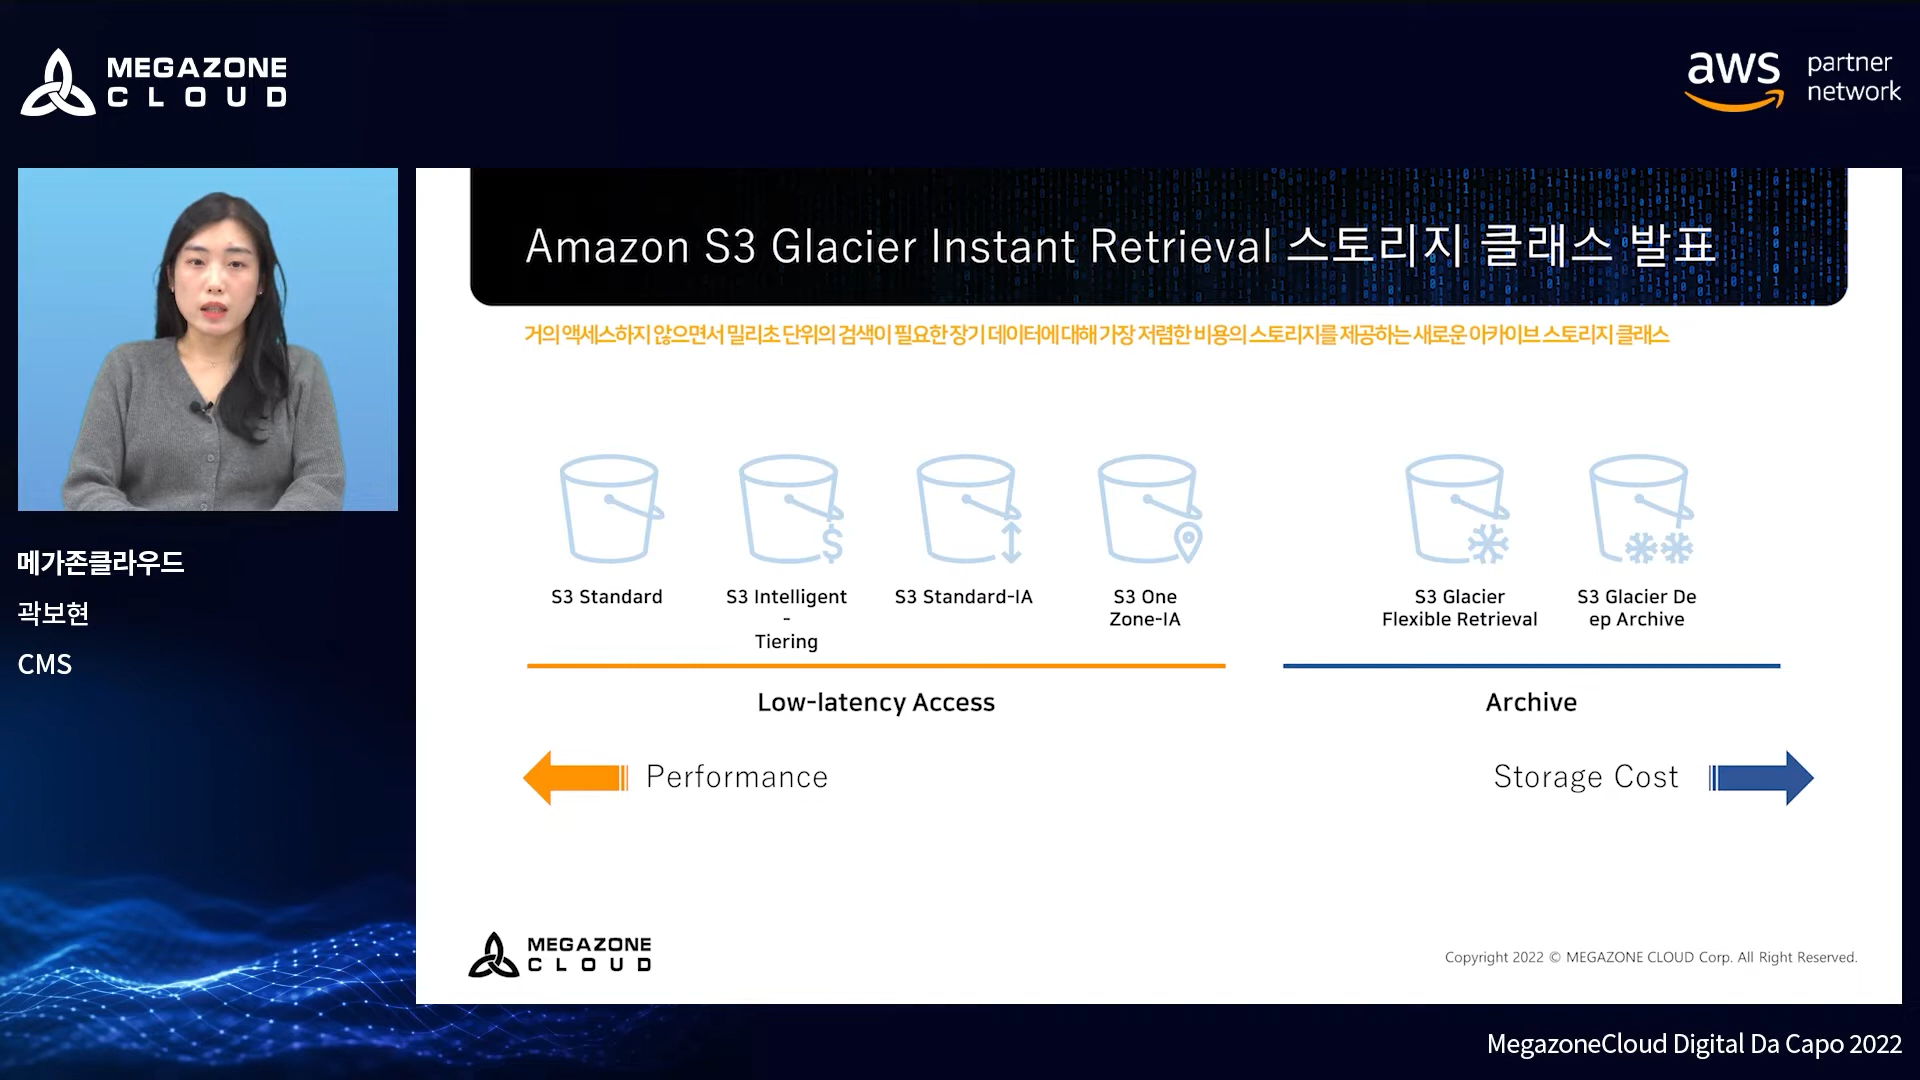 MEGAZONE
CLOUD
aws partner
network
메가존클라우드
곽보현
CMS
Amazon S3 Glacier Instant Retrieval 스토리지 클래스 발표
거의 액세스하지 않으면서 밀리초 단위의 검색이 필요한 장기 데이터에 대해 가장 저렴한 비용의 스토리지를 제공하는 새로운 아카이브 스토리지 클래스
S3 Standard
S3 Intelligent
-
Tiering
S3 Standard-IA
S3 One
Zone-IA
S3 Glacier
Flexible Retrieval
S3 Glacier De
ep Archive
Low-latency Access
Archive
Performance
Storage Cost
MEGAZONE
CLOUD
Copyright 2022 © MEGAZONE CLOUD Corp. All Right Reserved.
MegazoneCloud Digital Da Capo 2022